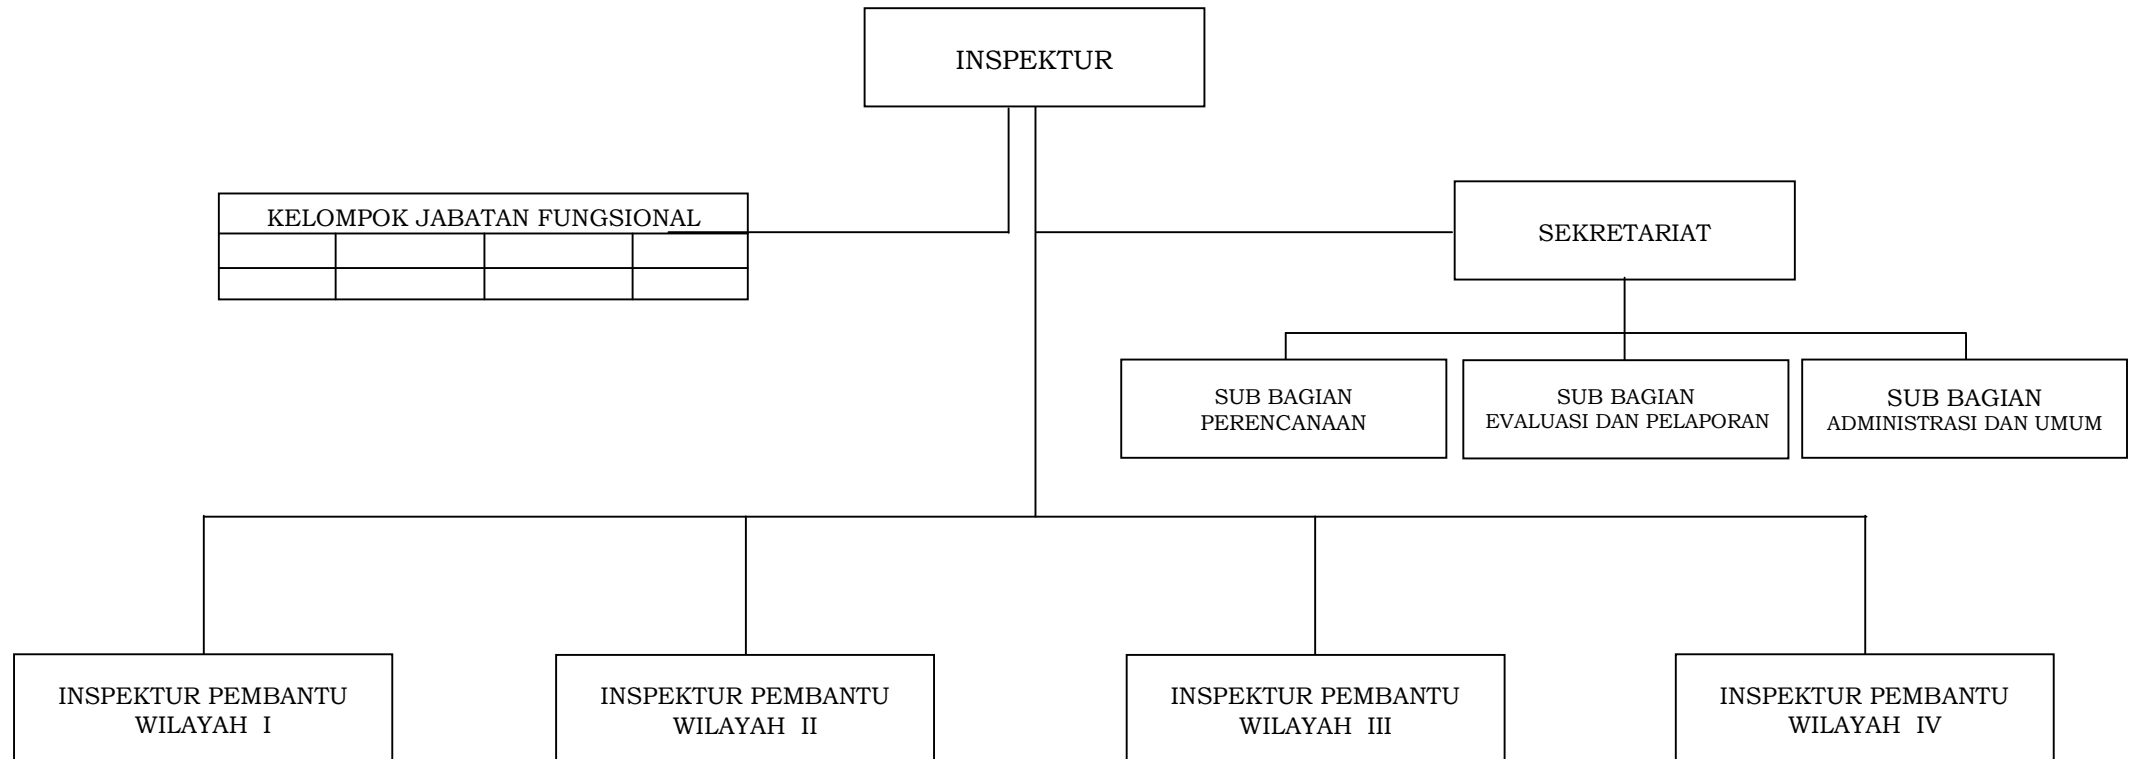 INSPEKTUR
KELOMPOK JABATAN FUNGSIONAL
SEKRETARIAT
SUB BAGIAN
PERENCANAAN
SUB BAGIAN
EVALUASI DAN PELAPORAN
SUB BAGIAN
ADMINISTRASI DAN UMUM
INSPEKTUR PEMBANTU
WILAYAH I
INSPEKTUR PEMBANTU
WILAYAH II
INSPEKTUR PEMBANTU
WILAYAH III
INSPEKTUR PEMBANTU
WILAYAH IV